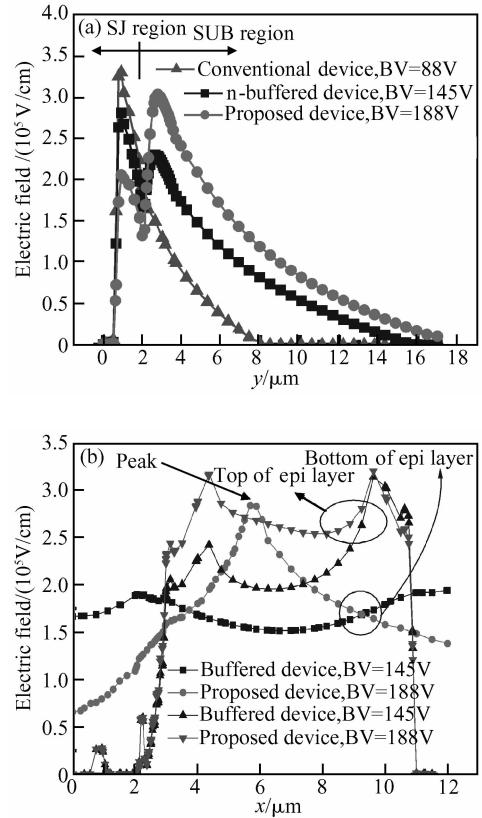 (a) SJ region SUB region
Conventional device,BV=88V
n-buffered device,BV=145V
Proposed device,BV=188V
Electric field /(10⁵ V/cm)
4.0
3.5
3.0
2.5
2.0
1.5
1.0
0.5
0
0 2 4 6 8 10 12 14 16 18
y/μm
(b)
Peak
Top of epi layer
Bottom of epi layer
Electric field/(10⁵V/cm)
3.5
3.0
2.5
2.0
1.5
1.0
0.5
0
Buffered device,BV=145V
Proposed device,BV=188V
Buffered device,BV=145V
Proposed device,BV=188V
0 2 4 6 8 10 12
x/μm